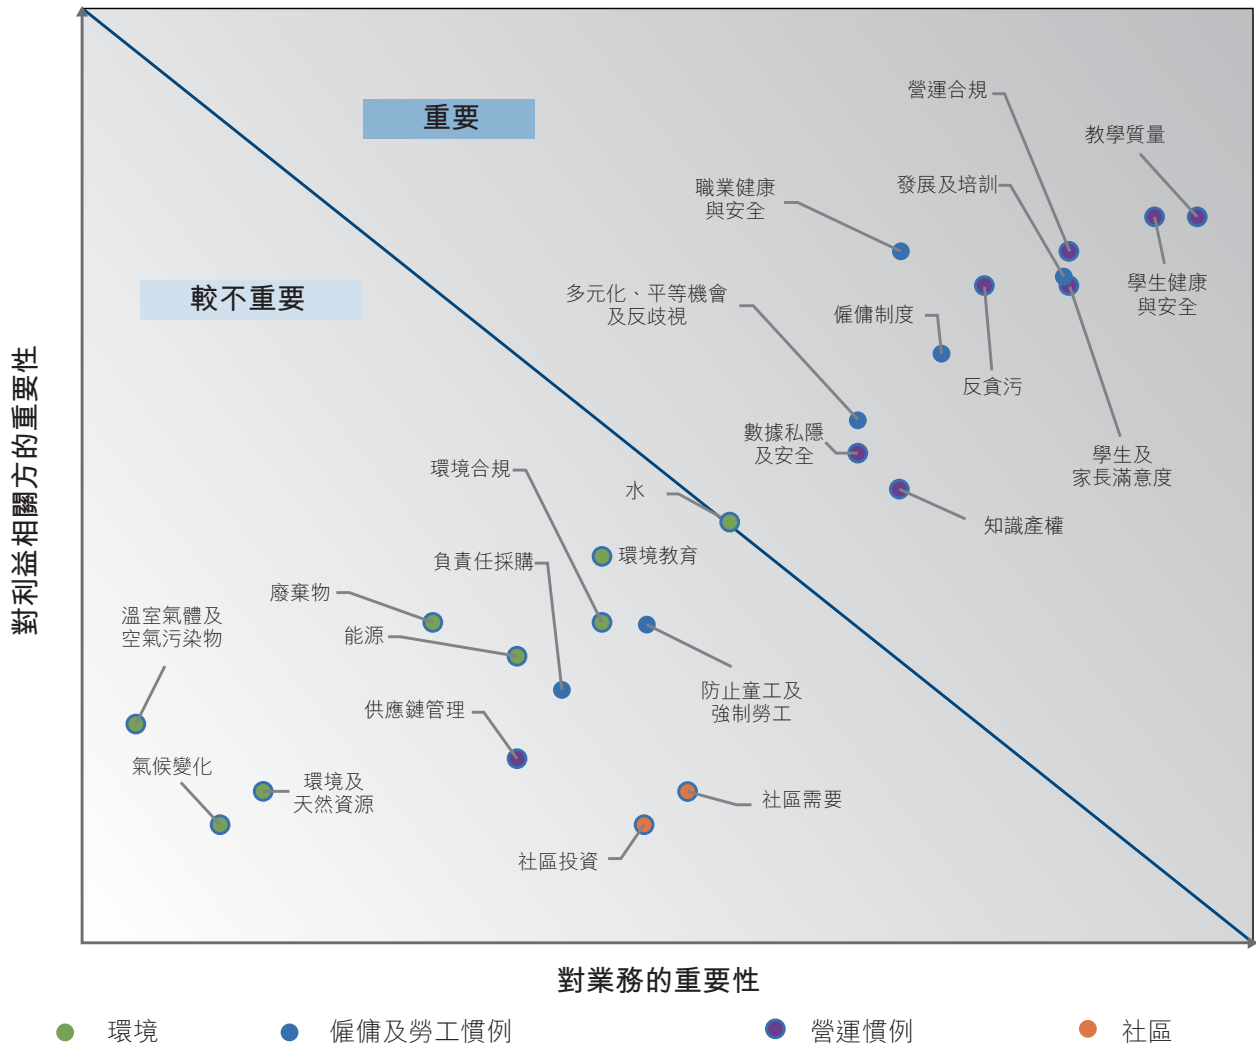 營運合規
教學質量
重要
職業健康
與安全
發展及培訓
較不重要
多元化、平等機會
及反歧視
僱傭制度
學生健康
與安全
反貪污
對利益相關方的重要性
數據私隱
及安全
學生及
家長滿意度
環境合規
水
知識產權
負責任採購
環境教育
廢棄物
溫室氣體及
空氣污染物
能源
防止童工及
強制勞工
供應鏈管理
氣候變化
環境及
天然資源
社區需要
社區投資
對業務的重要性
環境
僱傭及勞工慣例
營運慣例
社區